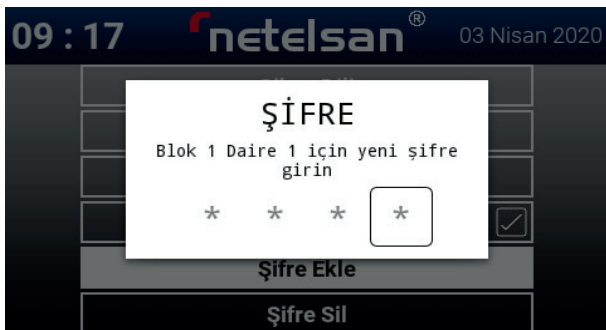 09 : 17
netelsan®
03 Nisan 2020
ŞİFRE
Blok 1 Daire 1 için yeni şifre
girin
* * * *
Şifre Ekle
Şifre Sil